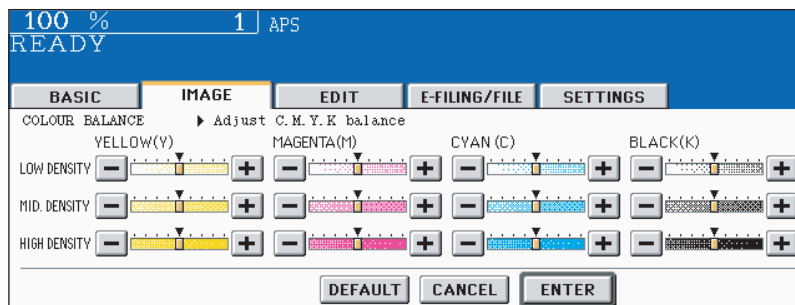 100 % 1 APS
READY
BASIC IMAGE EDIT E-FILING/FILE SETTINGS
COLOUR BALANCE Adjust C.M.Y.K balance
YELLOW(Y) MAGENTA(M) CYAN (C) BLACK(K)
LOW DENSITY − + − + − + − +
MID. DENSITY − + − + − + − +
HIGH DENSITY − + − + − + − +
DEFAULT CANCEL ENTER